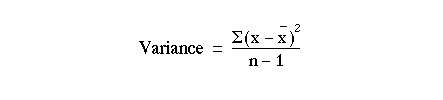 Variance = Σ(x − x̄)² / n − 1